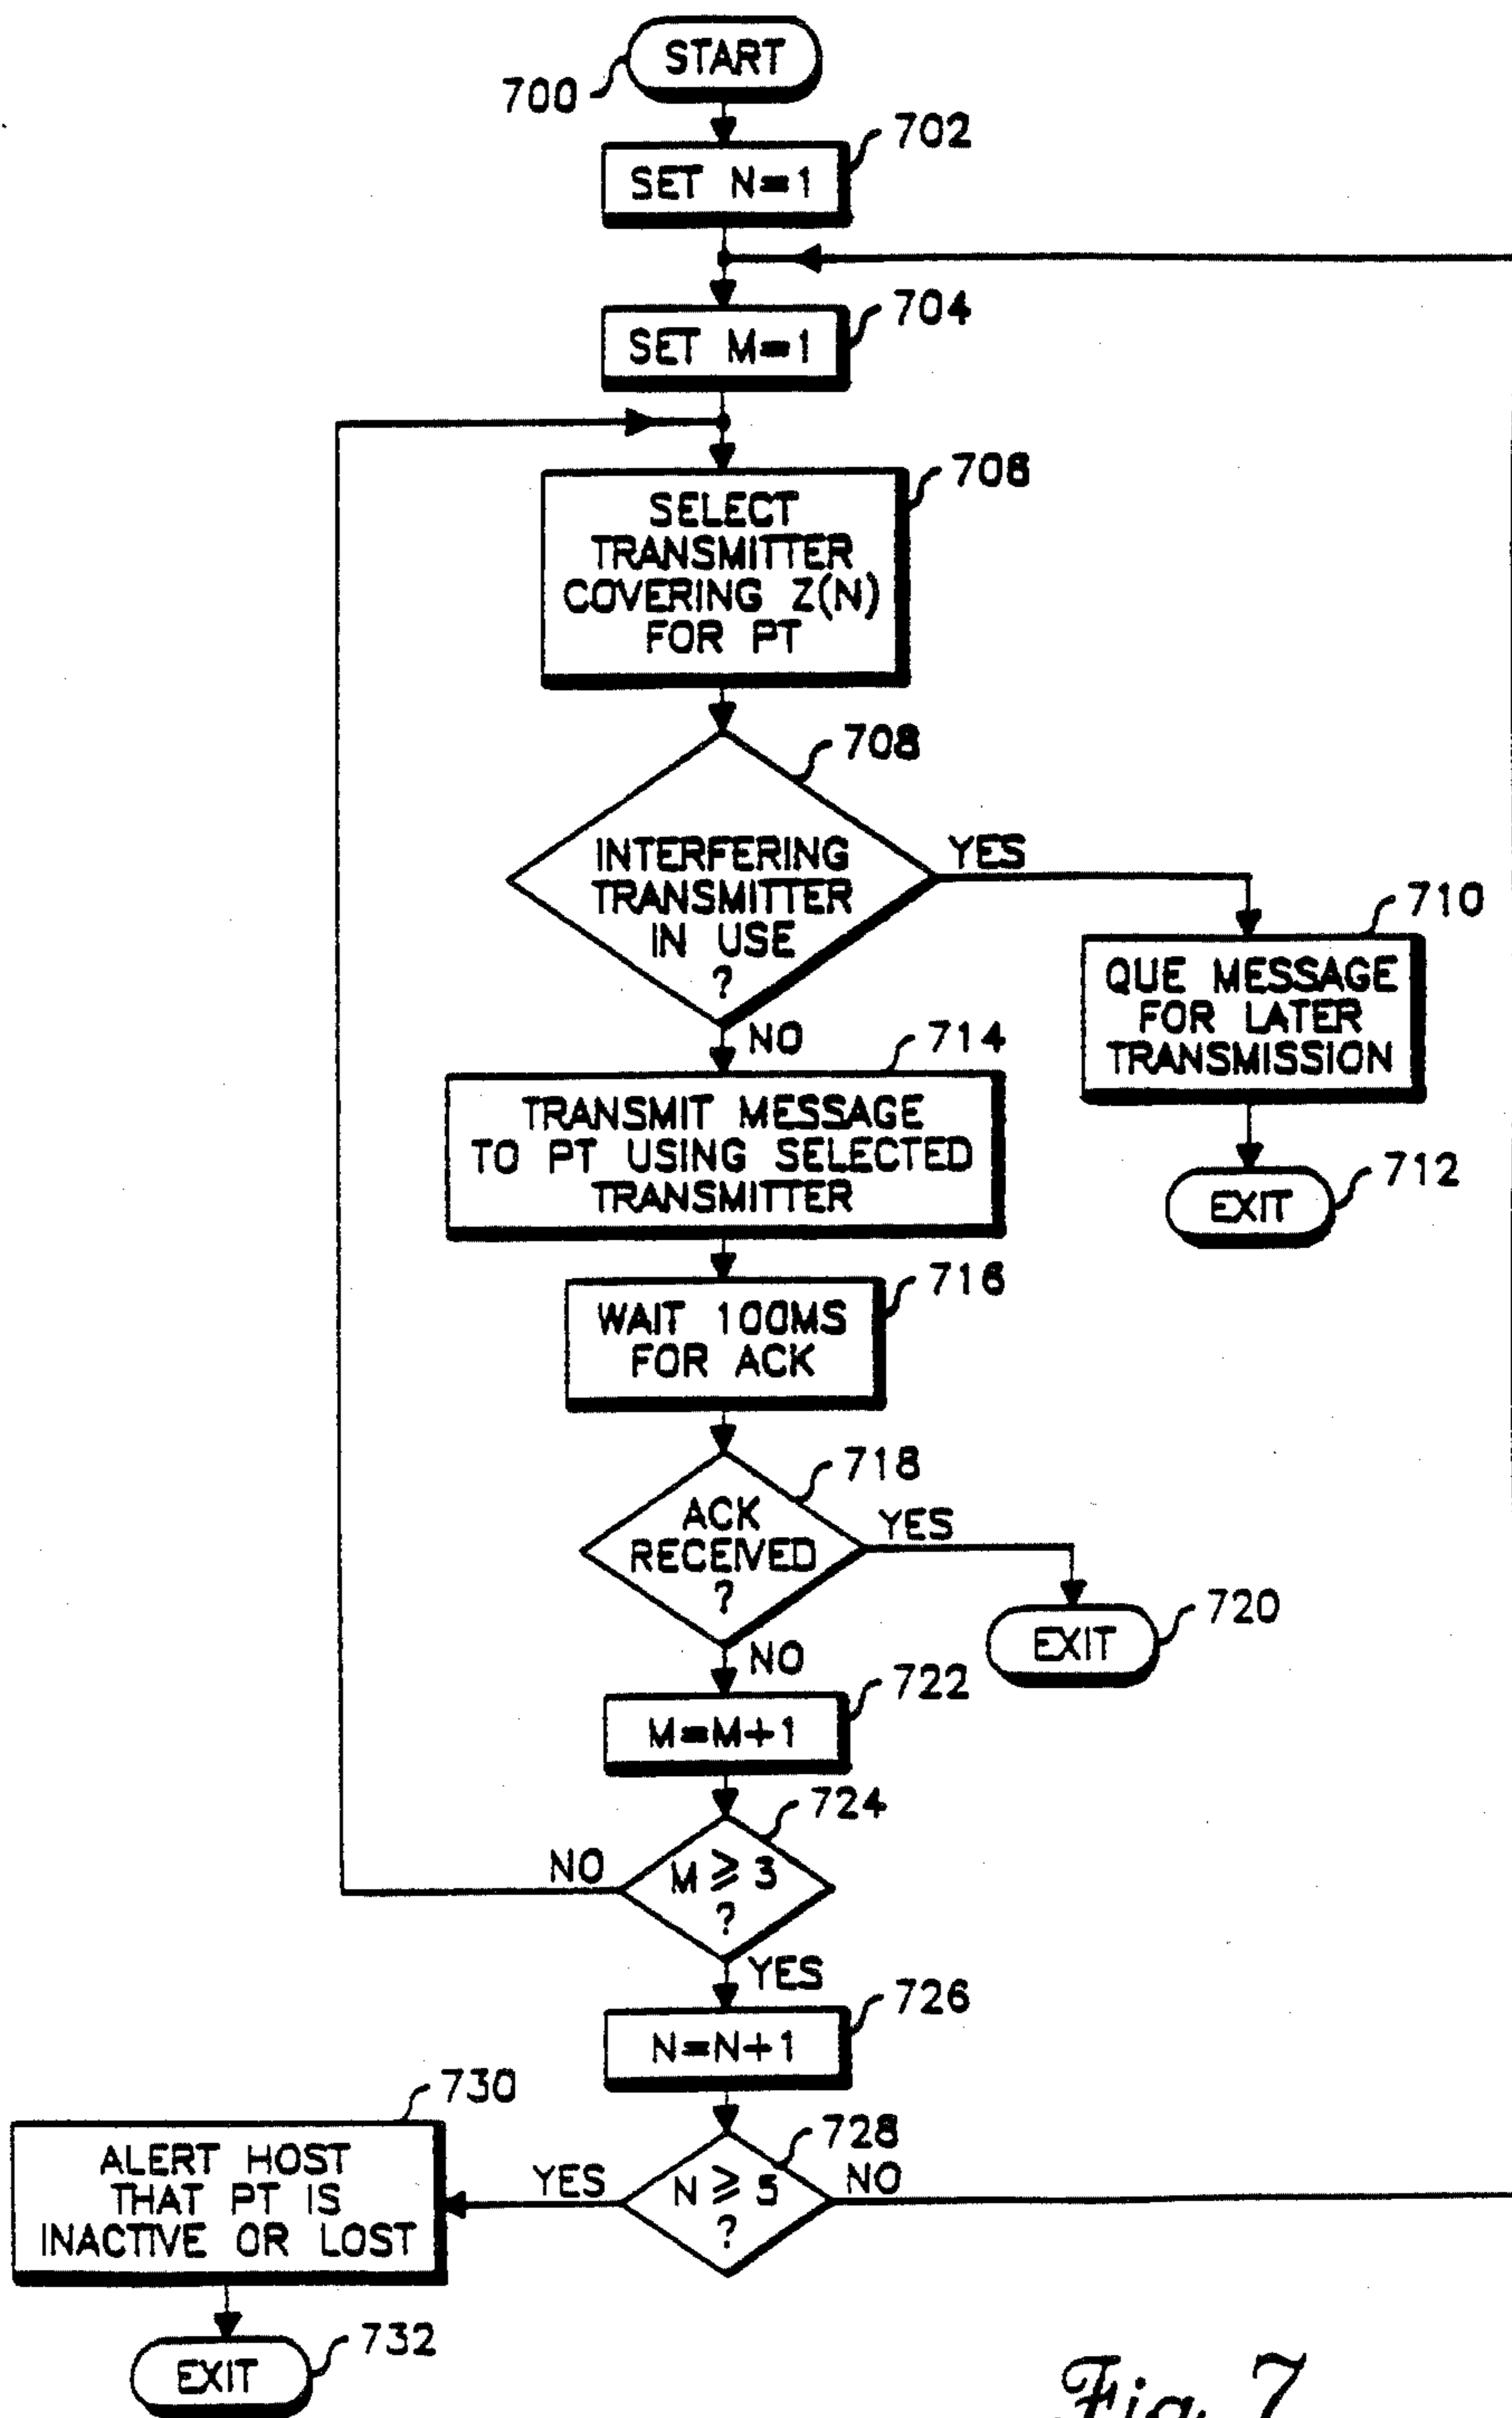 START
700
702
SET N=1
704
SET M=1
706
SELECT
TRANSMITTER
COVERING Z(N)
FOR PT
708
INTERFERING
TRANSMITTER
IN USE
?
YES
710
QUE MESSAGE
FOR LATER
TRANSMISSION
712
EXIT
NO
714
TRANSMIT MESSAGE
TO PT USING SELECTED
TRANSMITTER
716
WAIT 100MS
FOR ACK
718
ACK
RECEIVED
?
YES
720
EXIT
NO
722
M=M+1
724
M ≥ 3
?
NO
YES
726
N=N+1
728
N ≥ 5
?
YES
NO
730
ALERT HOST
THAT PT IS
INACTIVE OR LOST
732
EXIT
Fig. 7